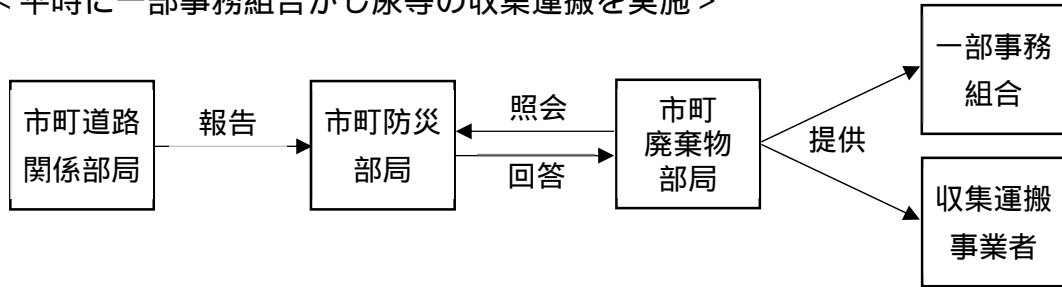 ＜平時に一部事務組合がし尿等の収集運搬を実施＞
市町道路
関係部局
報告
市町防災
部局
照会
回答
市町
廃棄物
部局
提供
一部事務
組合
収集運搬
事業者